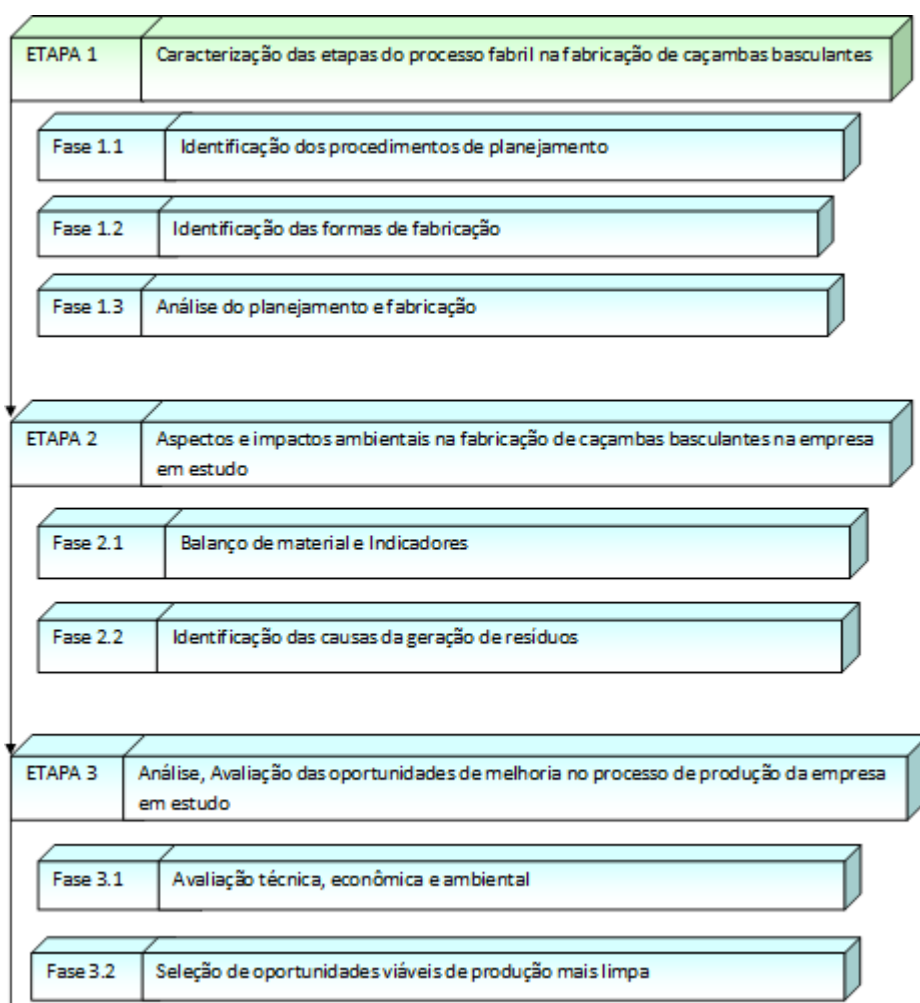 ETAPA 1 Caracterização das etapas do processo fabril na fabricação de caçambas basculantes
Fase 1.1 Identificação dos procedimentos de planejamento
Fase 1.2 Identificação das formas de fabricação
Fase 1.3 Análise do planejamento e fabricação
ETAPA 2 Aspectos e impactos ambientais na fabricação de caçambas basculantes na empresa
em estudo
Fase 2.1 Balanço de material e Indicadores
Fase 2.2 Identificação das causas da geração de resíduos
ETAPA 3 Análise, Avaliação das oportunidades de melhoria no processo de produção da empresa
em estudo
Fase 3.1 Avaliação técnica, econômica e ambiental
Fase 3.2 Seleção de oportunidades viáveis de produção mais limpa